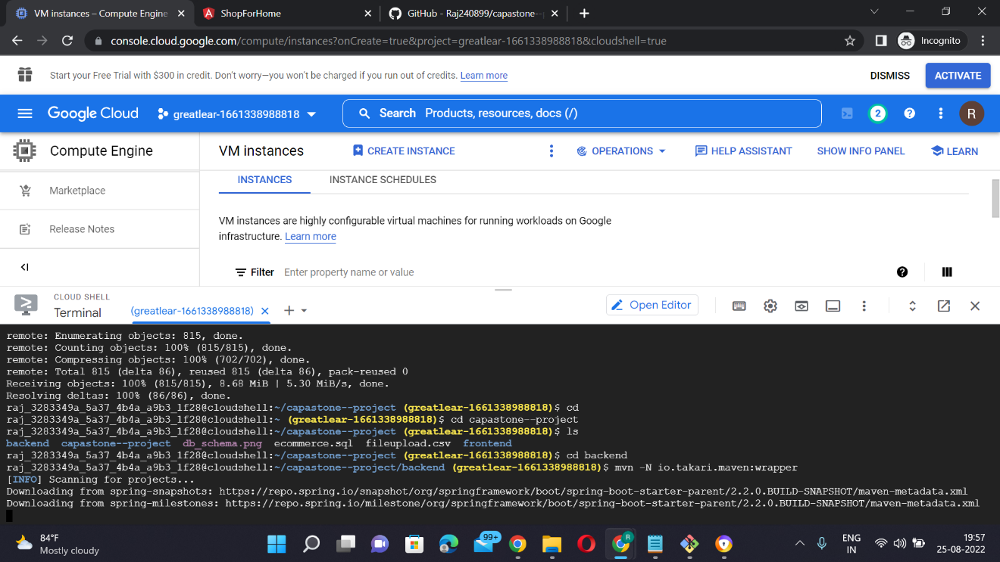 VM instances – Compute Engine
ShopForHome
GitHub - Raj240899/capastone--
console.cloud.google.com/compute/instances?onCreate=true&project=greatlear-1661338988818&cloudshell=true
Incognito
Start your Free Trial with $300 in credit. Don't worry—you won't be charged if you run out of credits. Learn more
DISMISS
ACTIVATE
Google Cloud
greatlear-1661338988818
Search Products, resources, docs (/)
2
R
Compute Engine
VM instances
CREATE INSTANCE
OPERATIONS
HELP ASSISTANT
SHOW INFO PANEL
LEARN
Marketplace
Release Notes
INSTANCES
INSTANCE SCHEDULES
VM instances are highly configurable virtual machines for running workloads on Google
infrastructure. Learn more
Filter Enter property name or value
CLOUD SHELL
Terminal
(greatlear-1661338988818)
Open Editor
remote: Enumerating objects: 815, done.
remote: Counting objects: 100% (815/815), done.
remote: Compressing objects: 100% (702/702), done.
remote: Total 815 (delta 86), reused 815 (delta 86), pack-reused 0
Receiving objects: 100% (815/815), 8.68 MiB | 5.30 MiB/s, done.
Resolving deltas: 100% (86/86), done.
raj_3283349a_5a37_4b4a_a9b3_1f28@cloudshell:~/capastone--project (greatlear-1661338988818)$ cd
raj_3283349a_5a37_4b4a_a9b3_1f28@cloudshell:~ (greatlear-1661338988818)$ cd capastone--project
raj_3283349a_5a37_4b4a_a9b3_1f28@cloudshell:~/capastone--project (greatlear-1661338988818)$ ls
backend capastone--project db_schema.png ecommerce.sql fileupload.csv frontend
raj_3283349a_5a37_4b4a_a9b3_1f28@cloudshell:~/capastone--project (greatlear-1661338988818)$ cd backend
raj_3283349a_5a37_4b4a_a9b3_1f28@cloudshell:~/capastone--project/backend (greatlear-1661338988818)$ mvn -N io.takari.maven:wrapper
[INFO] Scanning for projects...
Downloading from spring-snapshots: https://repo.spring.io/snapshot/org/springframework/boot/spring-boot-starter-parent/2.2.0.BUILD-SNAPSHOT/maven-metadata.xml
Downloading from spring-milestones: https://repo.spring.io/milestone/org/springframework/boot/spring-boot-starter-parent/2.2.0.BUILD-SNAPSHOT/maven-metadata.xml
84°F
Mostly cloudy
99+
R
ENG
IN
19:57
25-08-2022